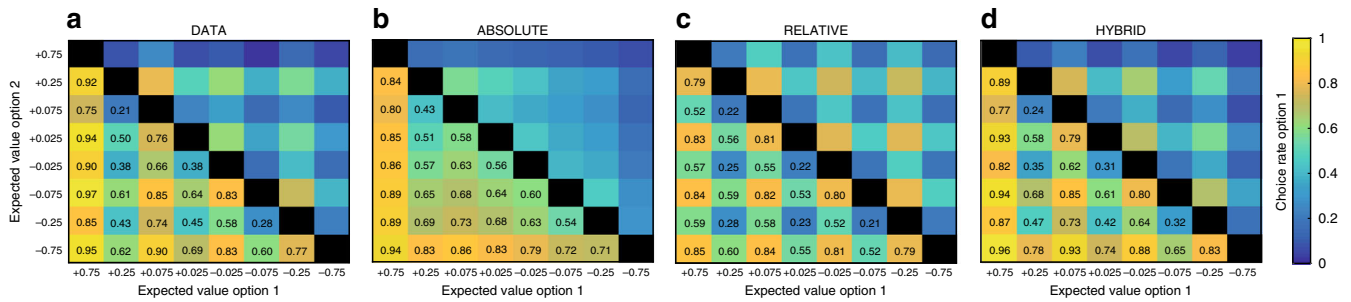 a b c d
DATA ABSOLUTE RELATIVE HYBRID
Expected value option 2
+0.75
+0.25 0.92 0.84 0.79 0.89
+0.075 0.75 0.21 0.80 0.43 0.52 0.22 0.77 0.24
+0.025 0.94 0.50 0.76 0.85 0.51 0.58 0.83 0.56 0.81 0.93 0.58 0.79
−0.025 0.90 0.38 0.66 0.38 0.86 0.57 0.63 0.56 0.57 0.25 0.55 0.22 0.82 0.35 0.62 0.31
−0.075 0.97 0.61 0.85 0.64 0.83 0.89 0.65 0.68 0.64 0.60 0.84 0.59 0.82 0.53 0.80 0.94 0.68 0.85 0.61 0.80
−0.25 0.85 0.43 0.74 0.45 0.58 0.28 0.89 0.69 0.73 0.68 0.63 0.54 0.59 0.28 0.58 0.23 0.52 0.21 0.87 0.47 0.73 0.42 0.64 0.32
−0.75 0.95 0.62 0.90 0.69 0.83 0.60 0.77 0.94 0.83 0.86 0.83 0.79 0.72 0.71 0.85 0.60 0.84 0.55 0.81 0.52 0.79 0.96 0.78 0.93 0.74 0.88 0.65 0.83
+0.75 +0.25 +0.075 +0.025 −0.025 −0.075 −0.25 −0.75 +0.75 +0.25 +0.075 +0.025 −0.025 −0.075 −0.25 −0.75 +0.75 +0.25 +0.075 +0.025 −0.025 −0.075 −0.25 −0.75 +0.75 +0.25 +0.075 +0.025 −0.025 −0.075 −0.25 −0.75
Expected value option 1 Expected value option 1 Expected value option 1 Expected value option 1
1
0.8
0.6
0.4
0.2
0
Choice rate option 1